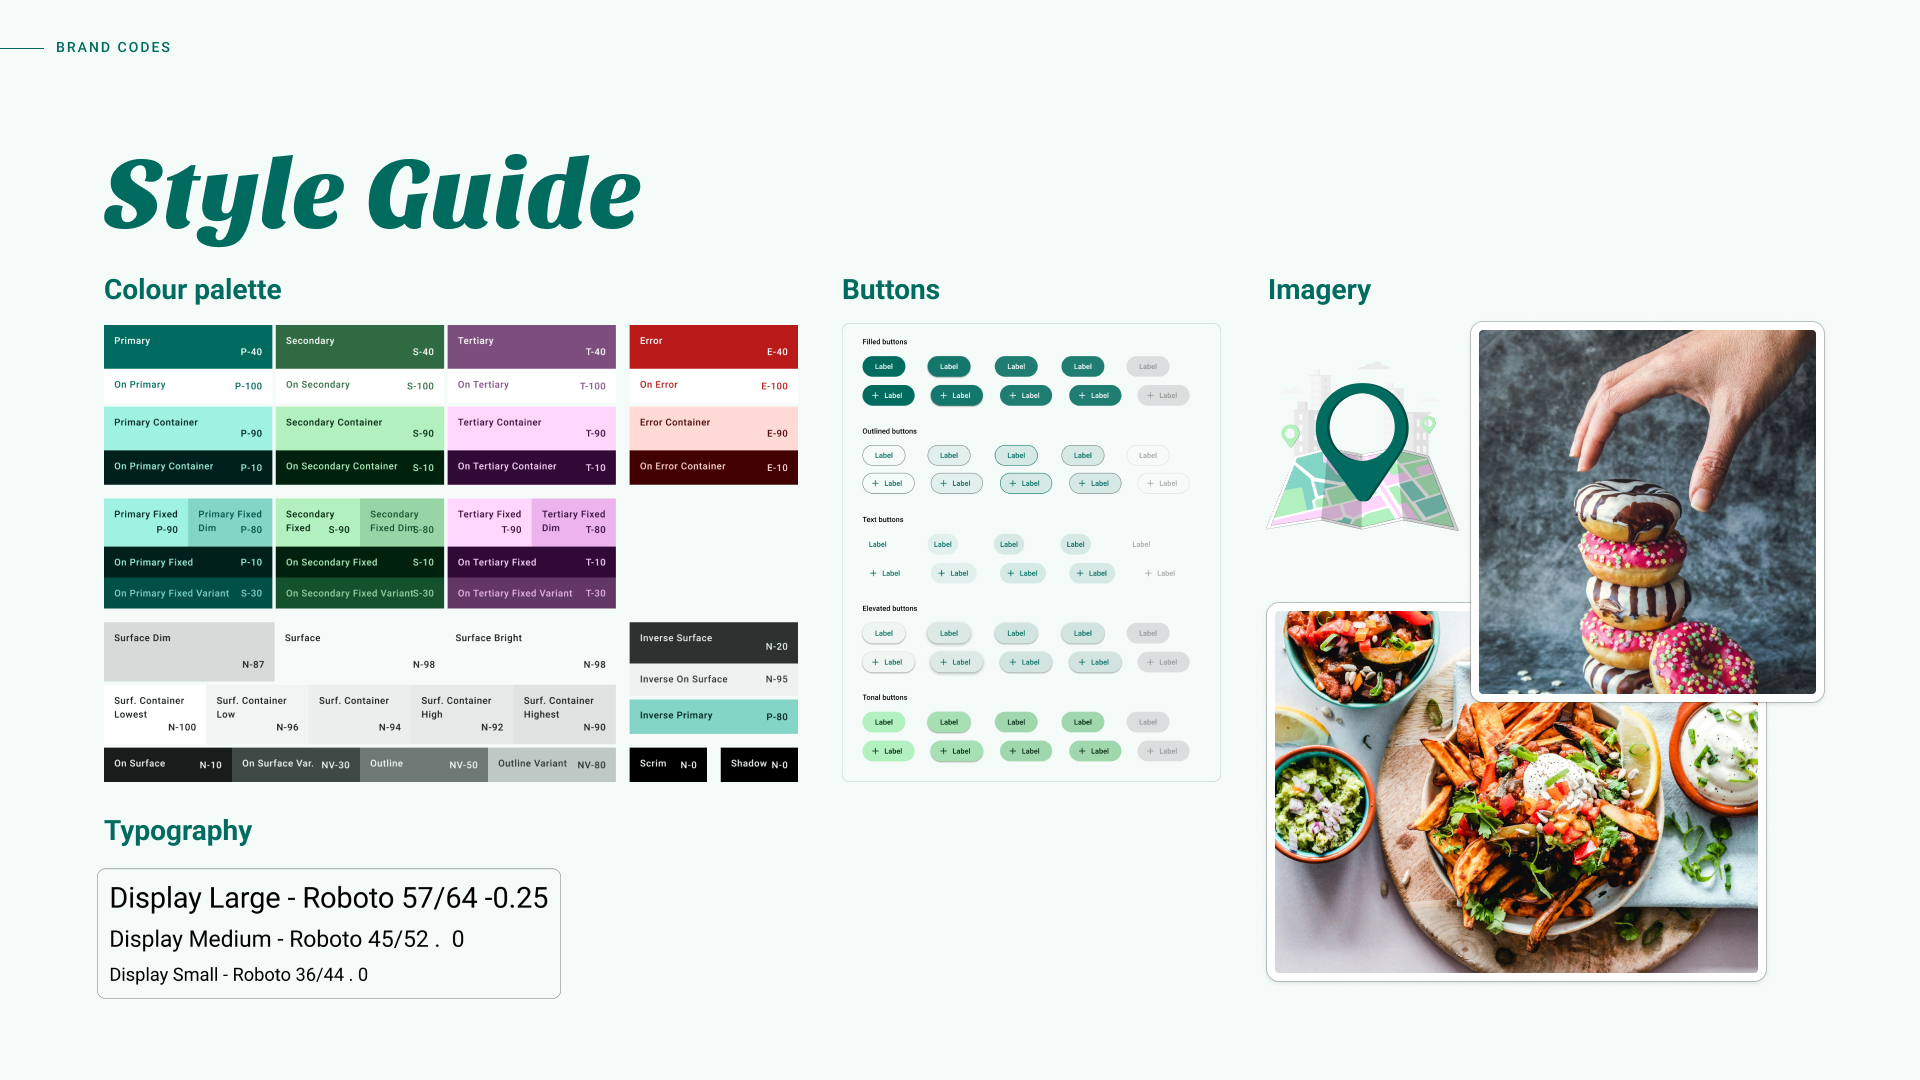 BRAND CODES
Style Guide
Colour palette
Primary
P-40
Secondary
S-40
Tertiary
T-40
Error
E-40
On Primary P-100
On Secondary S-100
On Tertiary T-100
On Error E-100
Primary Container
P-90
Secondary Container
S-90
Tertiary Container
T-90
Error Container
E-90
On Primary Container P-10
On Secondary Container S-10
On Tertiary Container T-10
On Error Container E-10
Primary Fixed
P-90
Primary Fixed
Dim P-80
Secondary
Fixed S-90
Secondary
Fixed Dim S-80
Tertiary Fixed
T-90
Tertiary Fixed
Dim T-80
On Primary Fixed P-10
On Secondary Fixed S-10
On Tertiary Fixed T-10
On Primary Fixed Variant S-30
On Secondary Fixed Variant S-30
On Tertiary Fixed Variant T-30
Surface Dim
N-87
Surface
N-98
Surface Bright
N-98
Inverse Surface
N-20
Inverse On Surface N-95
Inverse Primary P-80
Surf. Container
Lowest
N-100
Surf. Container
Low
N-96
Surf. Container
N-94
Surf. Container
High
N-92
Surf. Container
Highest
N-90
On Surface N-10
On Surface Var. NV-30
Outline NV-50
Outline Variant NV-80
Scrim N-0
Shadow N-0
Typography
Display Large - Roboto 57/64 -0.25
Display Medium - Roboto 45/52 . 0
Display Small - Roboto 36/44 . 0
Buttons
Filled buttons
Label Label Label Label Label
+ Label + Label + Label + Label + Label
Outlined buttons
Label Label Label Label Label
+ Label + Label + Label + Label + Label
Text buttons
Label Label Label Label Label
+ Label + Label + Label + Label + Label
Elevated buttons
Label Label Label Label Label
+ Label + Label + Label + Label + Label
Tonal buttons
Label Label Label Label Label
+ Label + Label + Label + Label + Label
Imagery